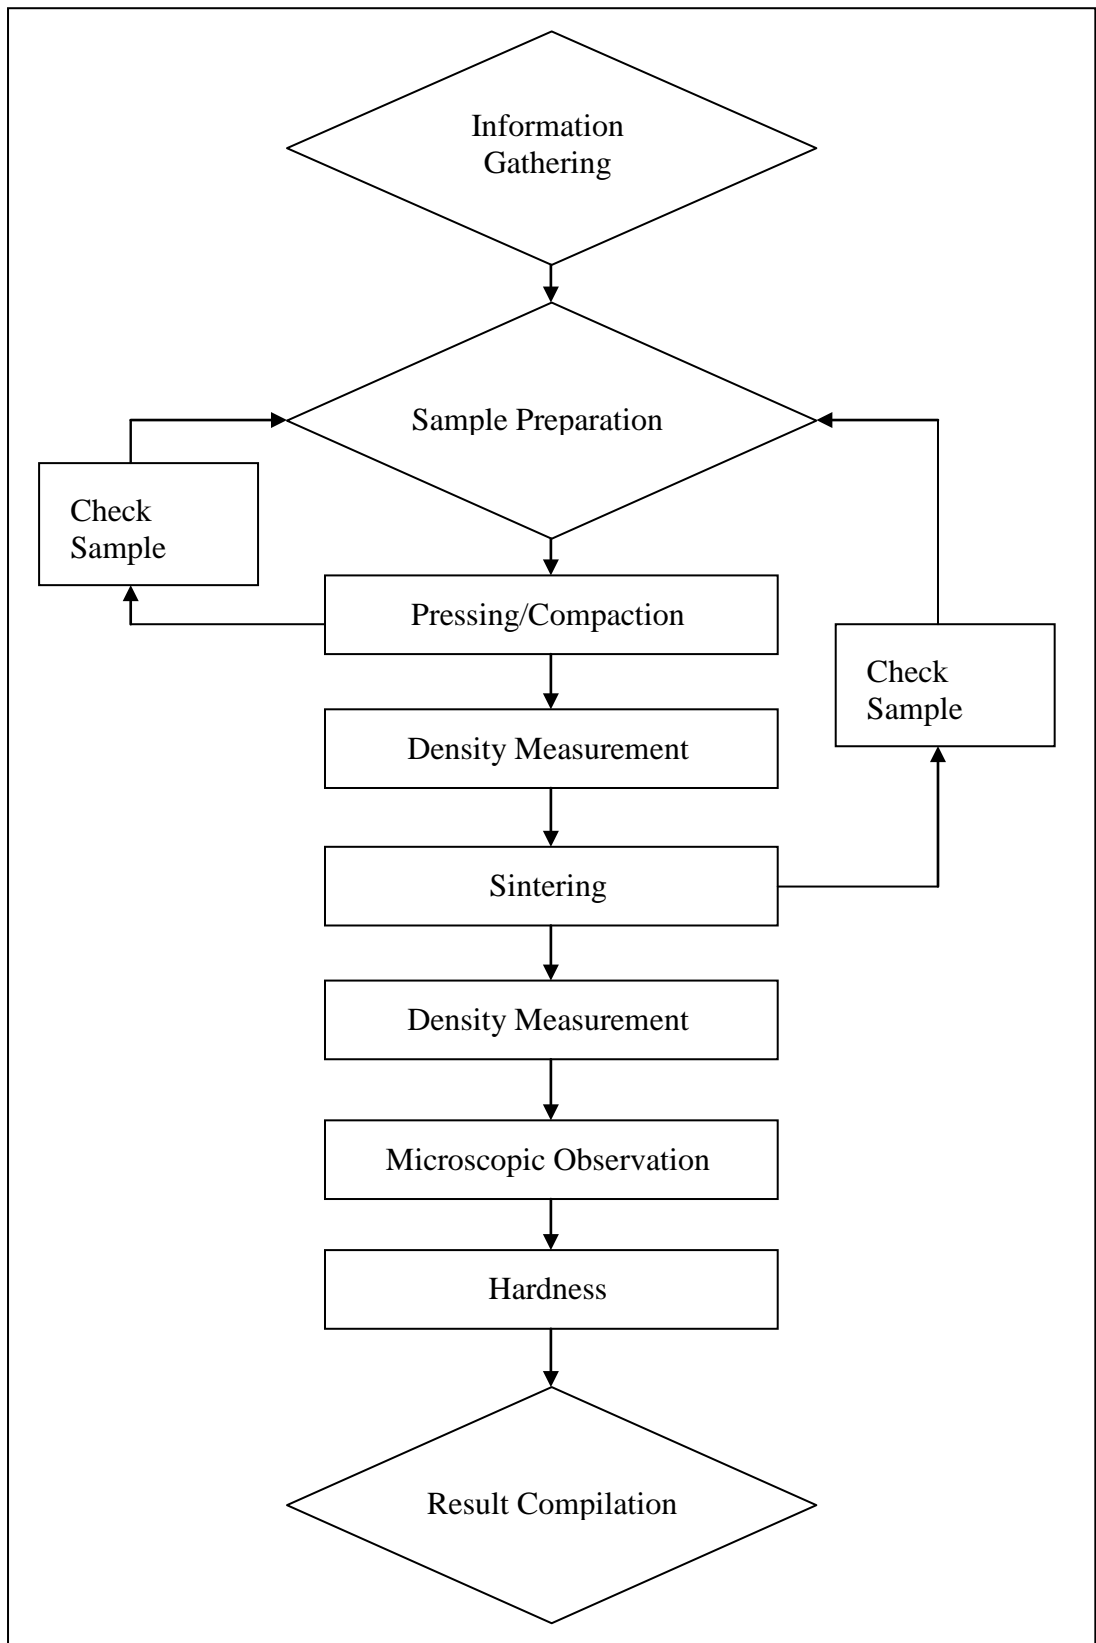 Information
Gathering
Sample Preparation
Check
Sample
Pressing/Compaction
Check
Sample
Density Measurement
Sintering
Density Measurement
Microscopic Observation
Hardness
Result Compilation